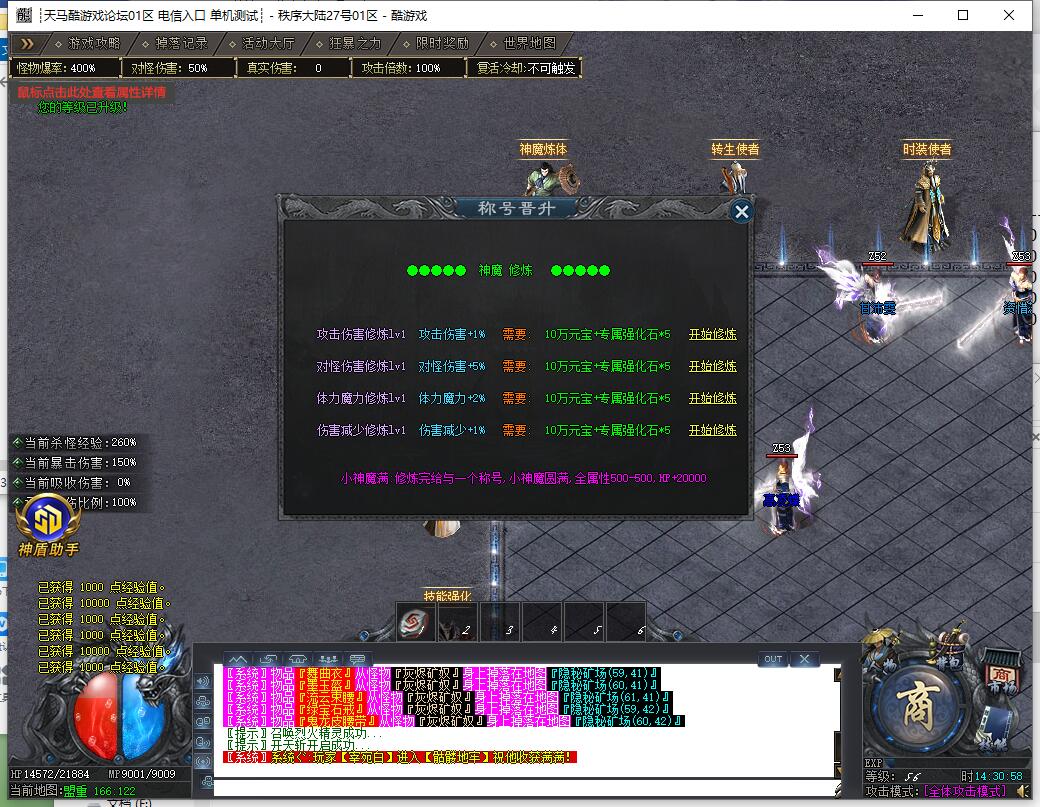 天马酷游戏论坛01区 电信入口 单机测试┊ - 秩序大陆27号01区 - 酷游戏
游戏攻略 掉落记录 活动大厅 狂暴之力 限时奖励 世界地图
怪物爆率: 400% 对怪伤害: 50% 真实伤害: 0 攻击倍数: 100% 复活冷却:不可触发
鼠标点击此处查看属性详情
您的等级已升级!
神魔炼体 转生使者 时装使者
称号晋升
神魔 修炼
Z52 Z53
甘沛雯
攻击伤害修炼lv1 攻击伤害+1% 需要: 10万元宝+专属强化石*5 开始修炼
对怪伤害修炼lv1 对怪伤害+5% 需要: 10万元宝+专属强化石*5 开始修炼
体力魔力修炼lv1 体力魔力+2% 需要: 10万元宝+专属强化石*5 开始修炼
伤害减少修炼lv1 伤害减少+1% 需要: 10万元宝+专属强化石*5 开始修炼
小神魔满 修炼完给与一个称号,小神魔圆满,全属性500-500,HP+20000
Z53
当前杀怪经验:260%
当前暴击伤害:150%
当前吸收伤害: 0%
伤比例:100%
神盾助手
技能强化
1 2 3 4 5 6
已获得 1000 点经验值。
已获得 10000 点经验值。
已获得 1000 点经验值。
已获得 1000 点经验值。
已获得 10000 点经验值。
已获得 1000 点经验值。
OUT
〖系统〗物品『舞曲衣』从怪物『灰烬矿奴』身上掉落在地图『隐秘矿场(59,41)』
〖系统〗物品『墨玉盔』从怪物『灰烬矿奴』身上掉落在地图『隐秘矿场(60,41)』
〖系统〗物品『流云束腰』从怪物『灰烬矿奴』身上掉落在地图『隐秘矿场(61,41)』
〖系统〗物品『绿宝石戒』从怪物『灰烬矿奴』身上掉落在地图『隐秘矿场(59,42)』
〖系统〗物品『鬼龙皮腰带』从怪物『灰烬矿奴』身上掉落在地图『隐秘矿场(60,42)』
〖提示〗召唤烈火精灵成功...
〖提示〗开天斩开启成功...
〖系统〗系统〈:玩家【宰宛白】进入【骷髅地牢】祝他收获满满!
HP14572/21884 MP9001/9009
当前地图:盟重 166:122
商
EXP
等级: 56 时14:30:58
攻击模式:[全体攻击模式]
文档 (F:)